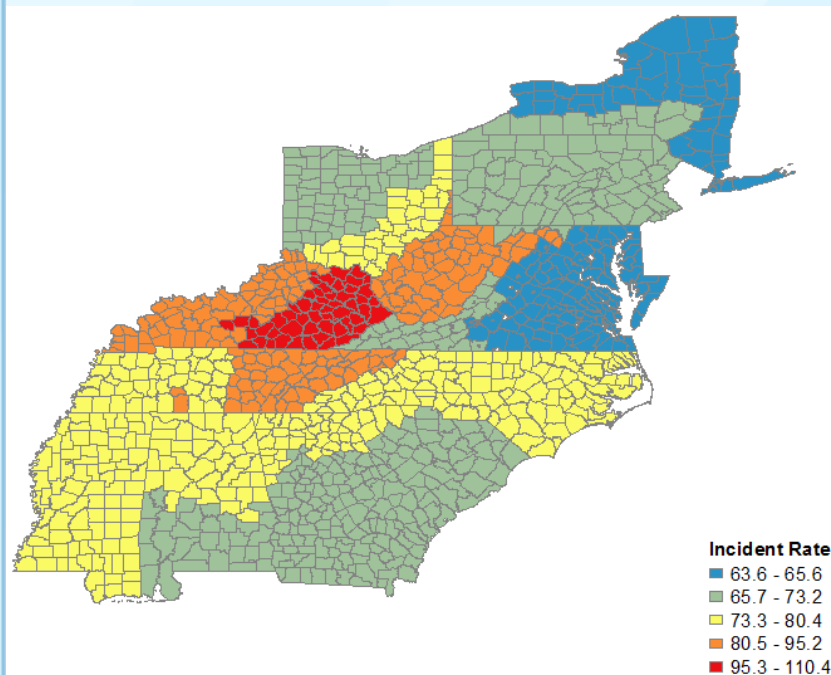 Incident Rate
63.6 - 65.6
65.7 - 73.2
73.3 - 80.4
80.5 - 95.2
95.3 - 110.4